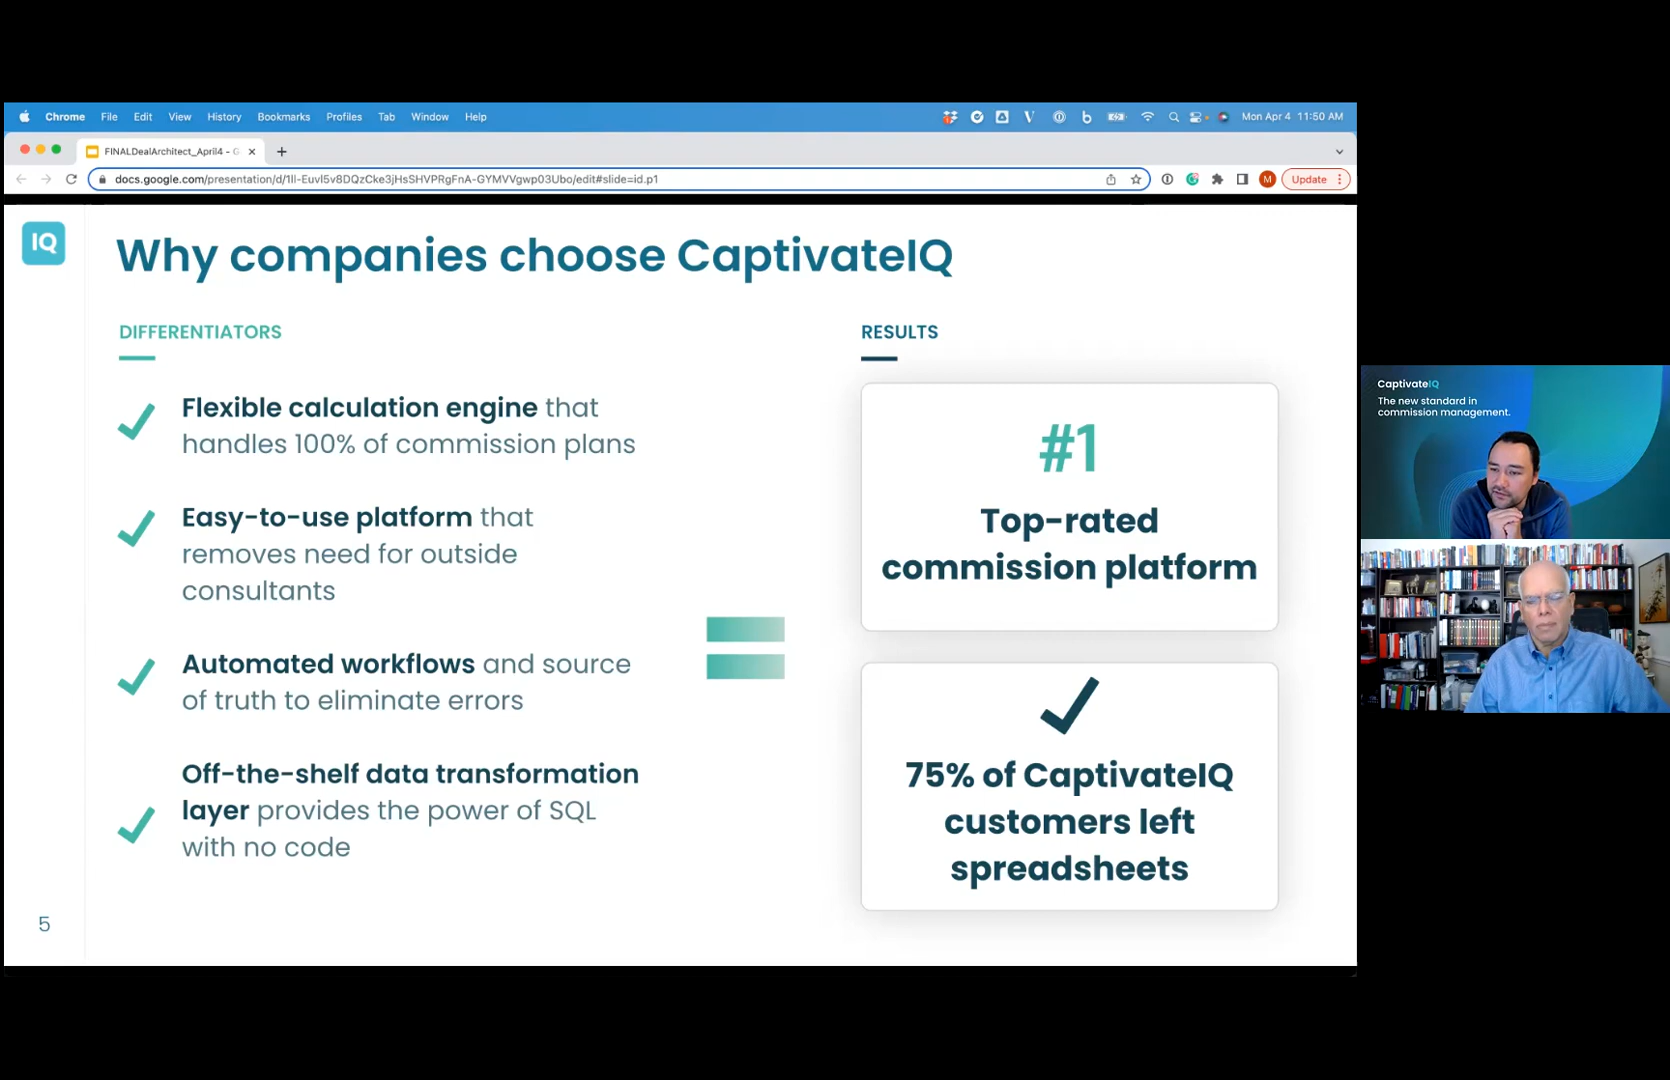 Chrome File Edit View History Bookmarks Profiles Tab Window Help Mon Apr 4 11:50 AM
FINALDealArchitect_April4 - G
docs.google.com/presentation/d/1II-EuvI5v8DQzCke3jHsSHVPRgFnA-GYMVVgwp03Ubo/edit#slide=id.p1
M
Update
IQ
Why companies choose CaptivateIQ
DIFFERENTIATORS
Flexible calculation engine that
handles 100% of commission plans
Easy-to-use platform that
removes need for outside
consultants
Automated workflows and source
of truth to eliminate errors
Off-the-shelf data transformation
layer provides the power of SQL
with no code
RESULTS
#1
Top-rated
commission platform
75% of CaptivateIQ
customers left
spreadsheets
5
CaptivateIQ
The new standard in
commission management.